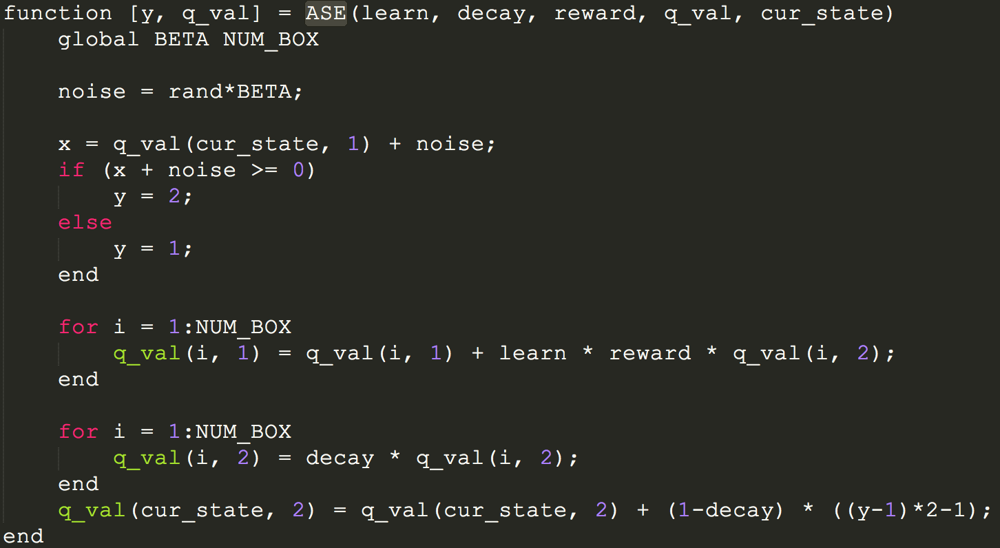 function [y, q_val] = ASE(learn, decay, reward, q_val, cur_state)
    global BETA NUM_BOX

    noise = rand*BETA;

    x = q_val(cur_state, 1) + noise;
    if (x + noise >= 0)
        y = 2;
    else
        y = 1;
    end

    for i = 1:NUM_BOX
        q_val(i, 1) = q_val(i, 1) + learn * reward * q_val(i, 2);
    end

    for i = 1:NUM_BOX
        q_val(i, 2) = decay * q_val(i, 2);
    end
    q_val(cur_state, 2) = q_val(cur_state, 2) + (1-decay) * ((y-1)*2-1);
end